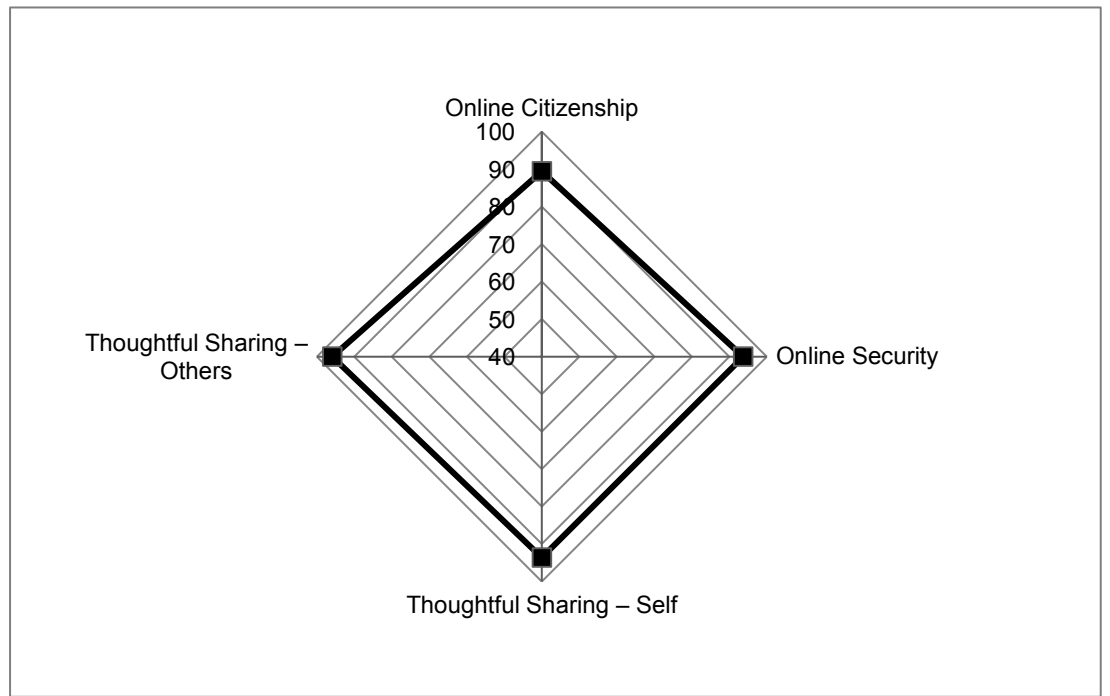 Online Citizenship
100
90
80
70
60
50
40
Thoughtful Sharing –
Others
Online Security
Thoughtful Sharing – Self